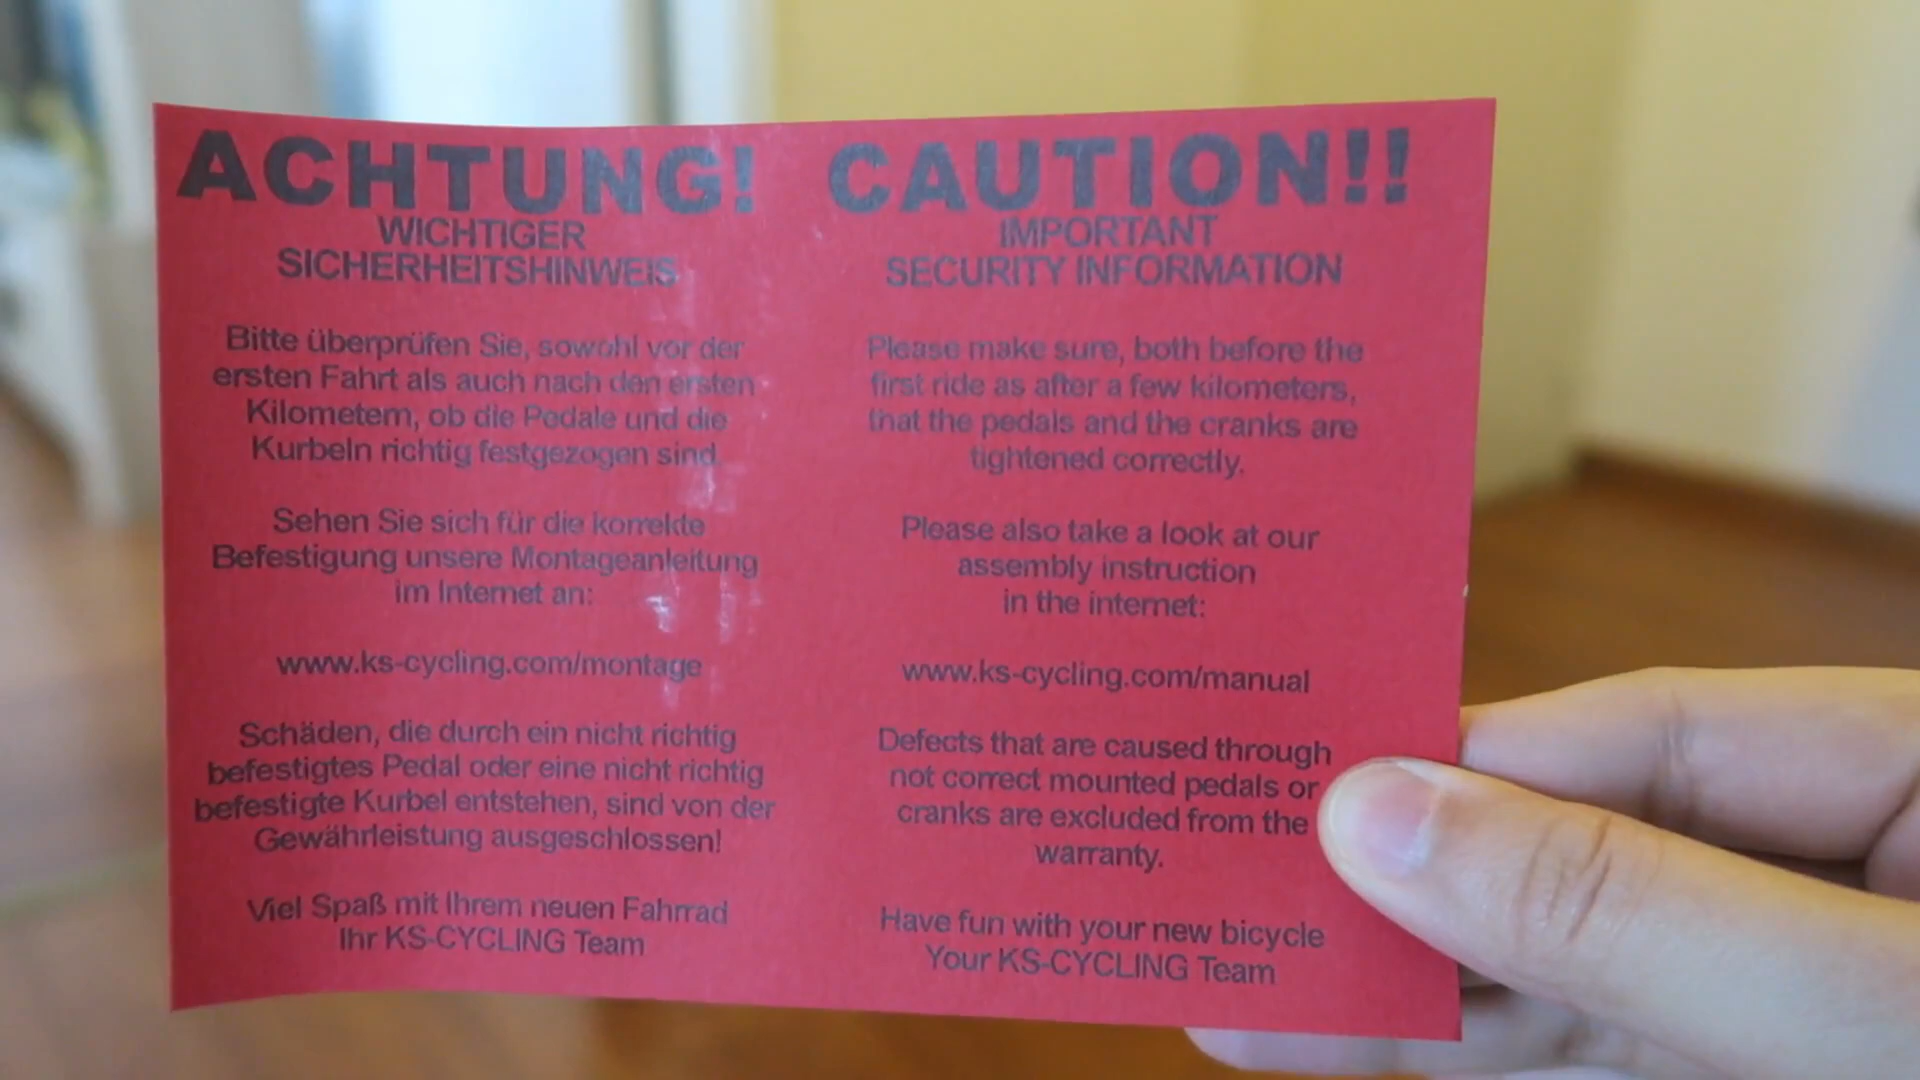 ACHTUNG!
WICHTIGER
SICHERHEITSHINWEIS
Bitte überprüfen Sie, sowohl vor der
ersten Fahrt als auch nach den ersten
Kilometern, ob die Pedale und die
Kurbeln richtig festgezogen sind.
Sehen Sie sich für die korrekte
Befestigung unsere Montageanleitung
im Internet an:
www.ks-cycling.com/montage
Schäden, die durch ein nicht richtig
befestigtes Pedal oder eine nicht richtig
befestigte Kurbel entstehen, sind von der
Gewährleistung ausgeschlossen!
Viel Spaß mit Ihrem neuen Fahrrad
Ihr KS-CYCLING Team
CAUTION!!
IMPORTANT
SECURITY INFORMATION
Please make sure, both before the
first ride as after a few kilometers,
that the pedals and the cranks are
tightened correctly.
Please also take a look at our
assembly instruction
in the internet:
www.ks-cycling.com/manual
Defects that are caused through
not correct mounted pedals or
cranks are excluded from the
warranty.
Have fun with your new bicycle
Your KS-CYCLING Team